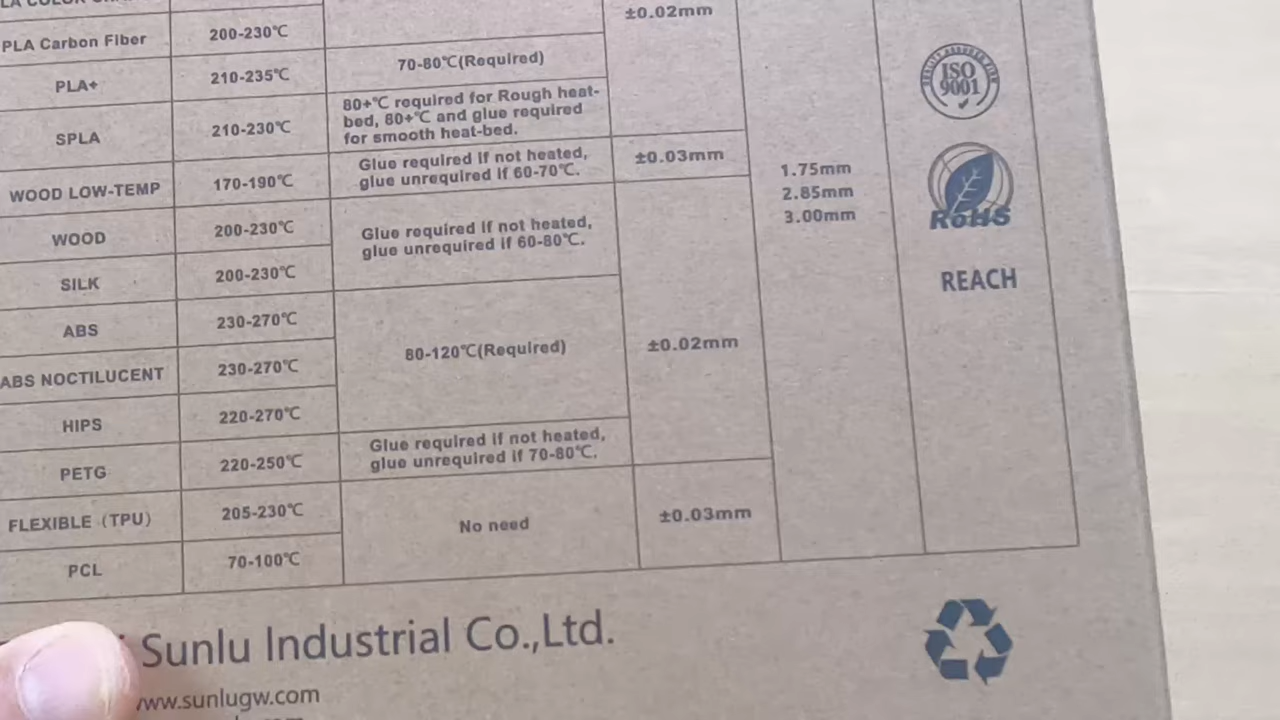 ±0.02mm
PLA Carbon Fiber
200-230℃
PLA+
210-235℃
70-80℃(Required)
SPLA
210-230℃
80+℃ required for Rough heat-
bed, 80+℃ and glue required
for smooth heat-bed.
WOOD LOW-TEMP
170-190℃
Glue required if not heated,
glue unrequired if 60-70℃.
±0.03mm
1.75mm
2.85mm
3.00mm
WOOD
200-230℃
Glue required if not heated,
glue unrequired if 60-80℃.
SILK
200-230℃
ABS
230-270℃
80-120℃(Required)
±0.02mm
ABS NOCTILUCENT
230-270℃
HIPS
220-270℃
PETG
220-250℃
Glue required if not heated,
glue unrequired if 70-80℃.
FLEXIBLE (TPU)
205-230℃
No need
±0.03mm
PCL
70-100℃
ISO
9001
RoHS
REACH
Sunlu Industrial Co.,Ltd.
www.sunlugw.com